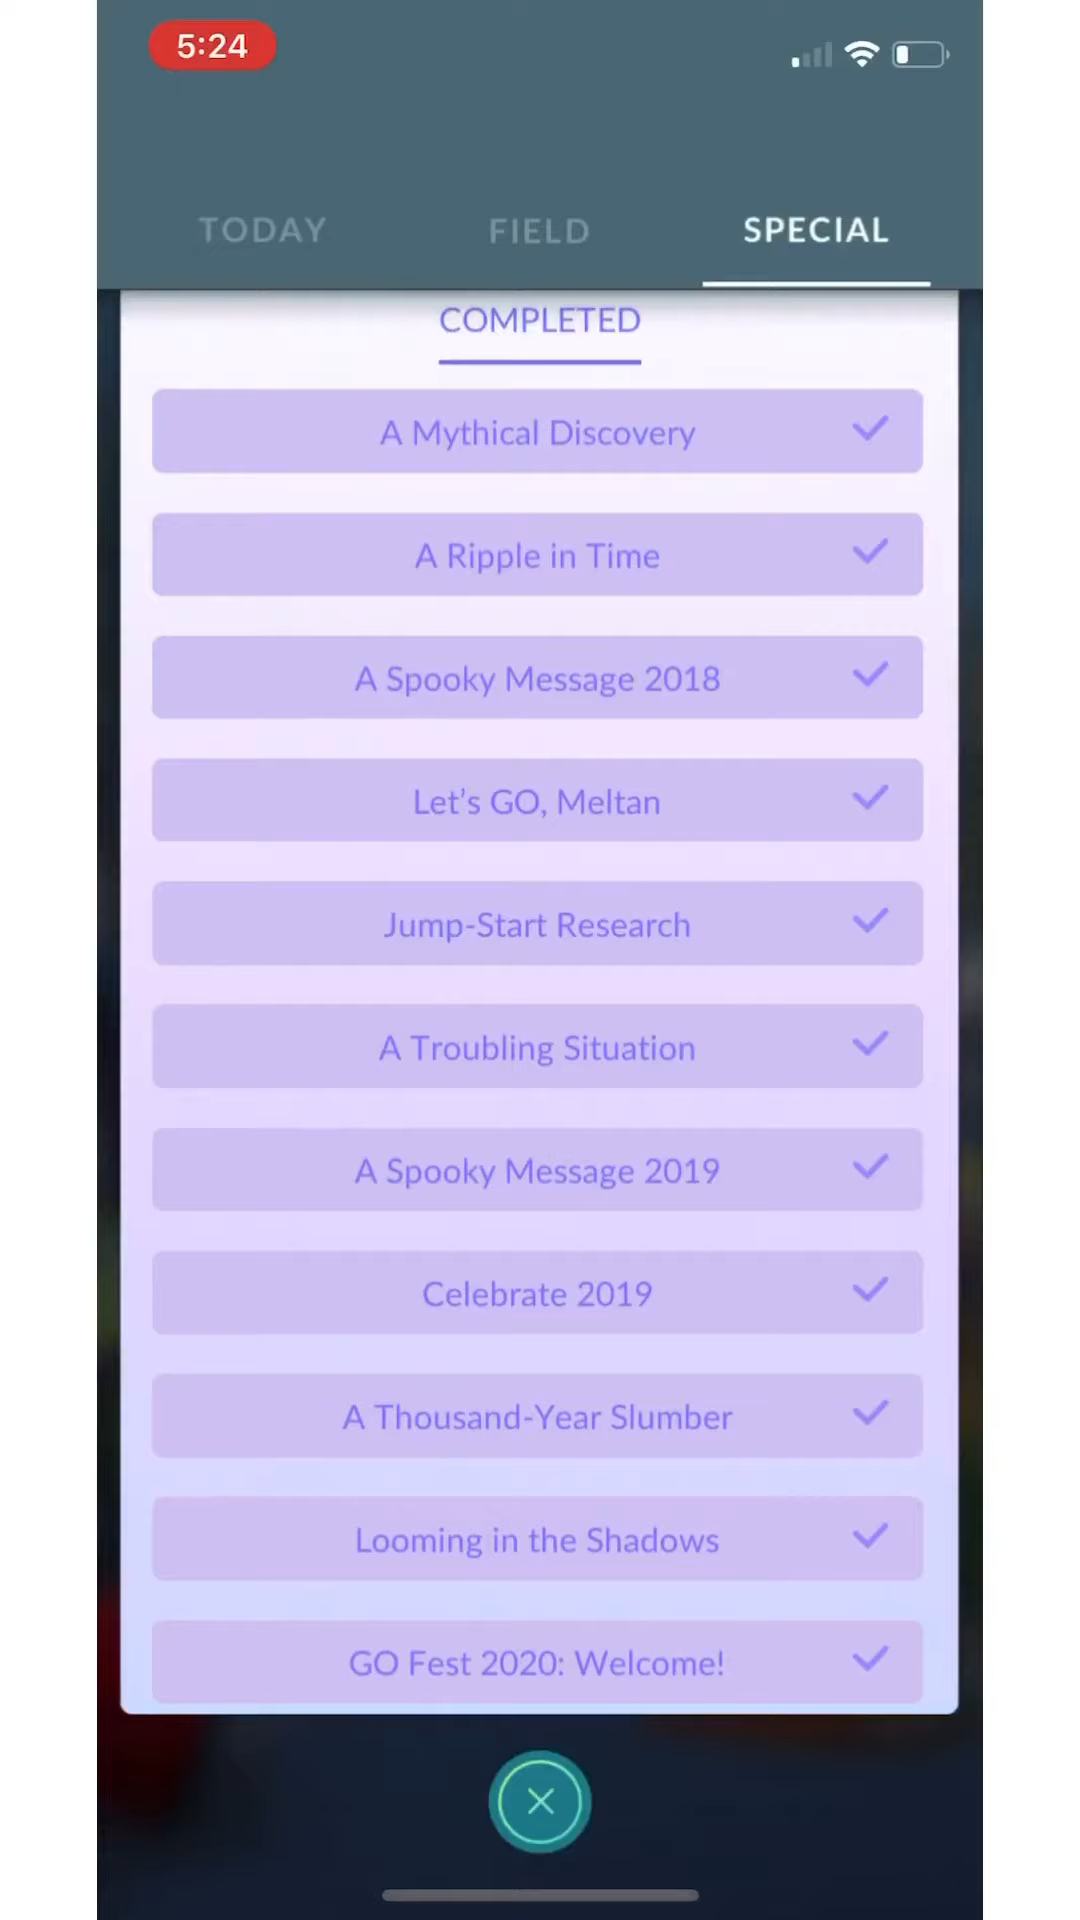 5:24
TODAY FIELD SPECIAL
COMPLETED
A Mythical Discovery
A Ripple in Time
A Spooky Message 2018
Let’s GO, Meltan
Jump-Start Research
A Troubling Situation
A Spooky Message 2019
Celebrate 2019
A Thousand-Year Slumber
Looming in the Shadows
GO Fest 2020: Welcome!